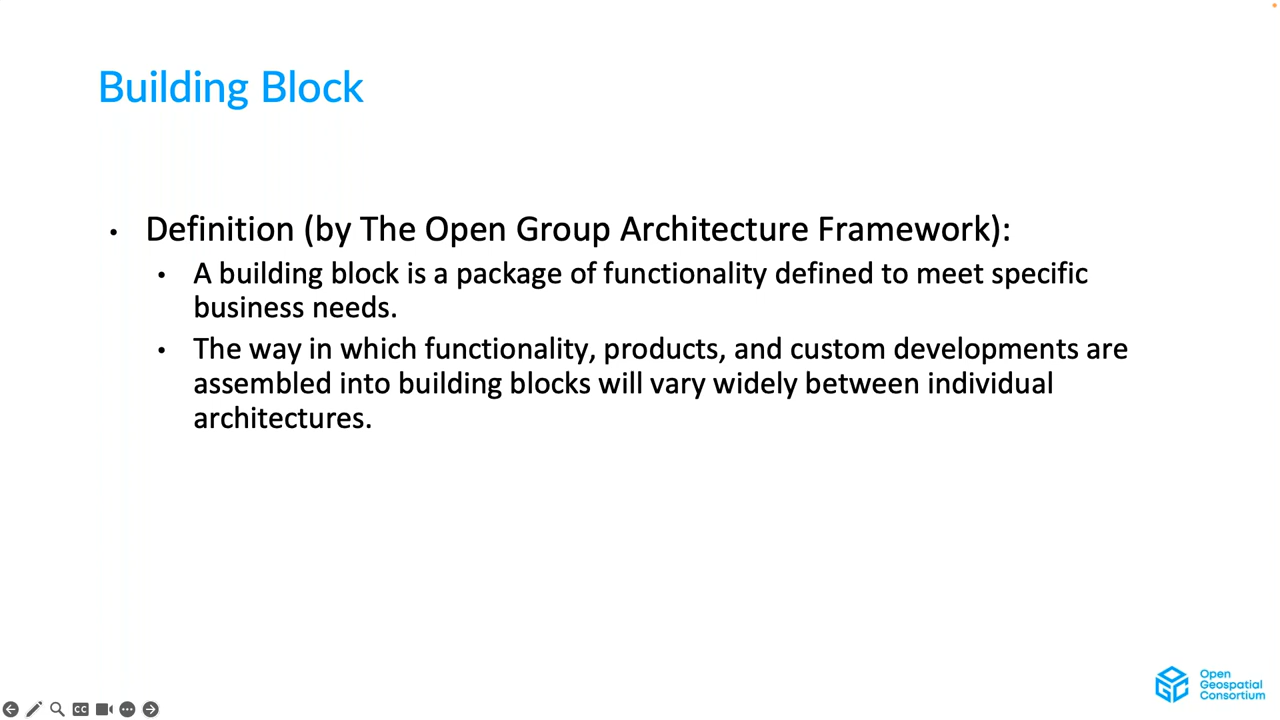 Building Block
• Definition (by The Open Group Architecture Framework):
• A building block is a package of functionality defined to meet specific
business needs.
• The way in which functionality, products, and custom developments are
assembled into building blocks will vary widely between individual
architectures.
CC
OGC
Open
Geospatial
Consortium